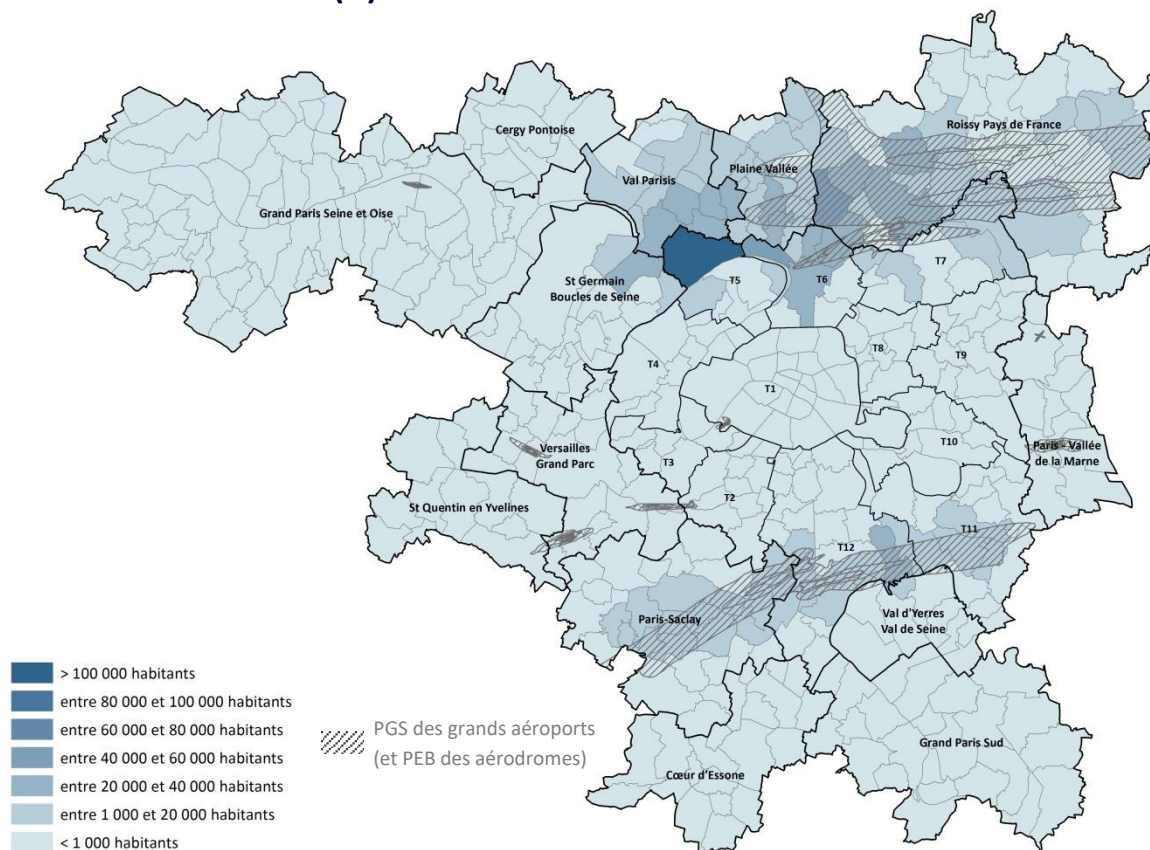 Cergy Pontoise
Roissy Pays de France
Plaine Vallée
Val Parisis
Grand Paris Seine et Oise
T7
St Germain
Boucles de Seine
T5
T6
T8
T9
T4
T1
T10
Paris - Vallée
de la Marne
Versailles
Grand Parc
T3
T2
St Quentin en Yvelines
T11
T12
Paris-Saclay
Val d'Yerres
Val de Seine
Grand Paris Sud
Cœur d'Essone
> 100 000 habitants
entre 80 000 et 100 000 habitants
entre 60 000 et 80 000 habitants
entre 40 000 et 60 000 habitants
entre 20 000 et 40 000 habitants
entre 1 000 et 20 000 habitants
< 1 000 habitants
PGS des grands aéroports
(et PEB des aérodromes)